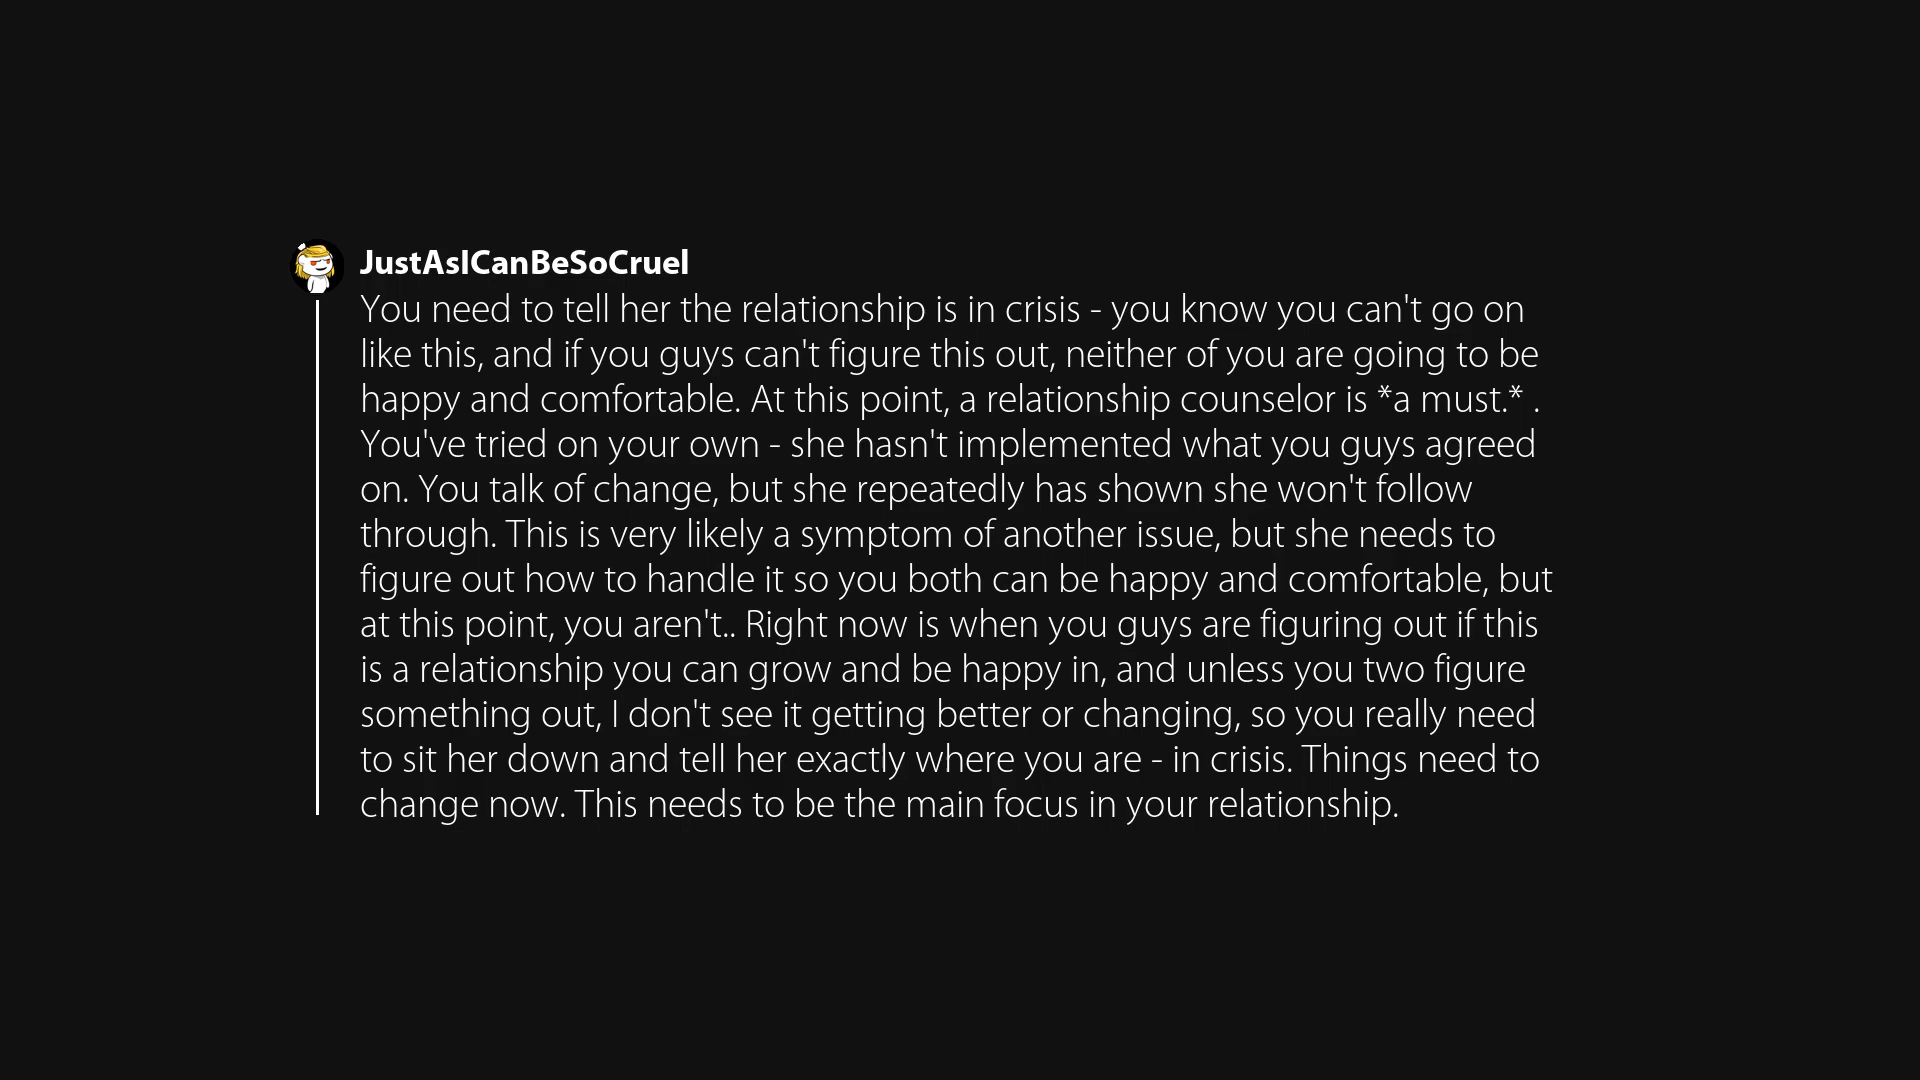 JustAsICanBeSoCruel
You need to tell her the relationship is in crisis - you know you can't go on
like this, and if you guys can't figure this out, neither of you are going to be
happy and comfortable. At this point, a relationship counselor is *a must.* .
You've tried on your own - she hasn't implemented what you guys agreed
on. You talk of change, but she repeatedly has shown she won't follow
through. This is very likely a symptom of another issue, but she needs to
figure out how to handle it so you both can be happy and comfortable, but
at this point, you aren't.. Right now is when you guys are figuring out if this
is a relationship you can grow and be happy in, and unless you two figure
something out, I don't see it getting better or changing, so you really need
to sit her down and tell her exactly where you are - in crisis. Things need to
change now. This needs to be the main focus in your relationship.